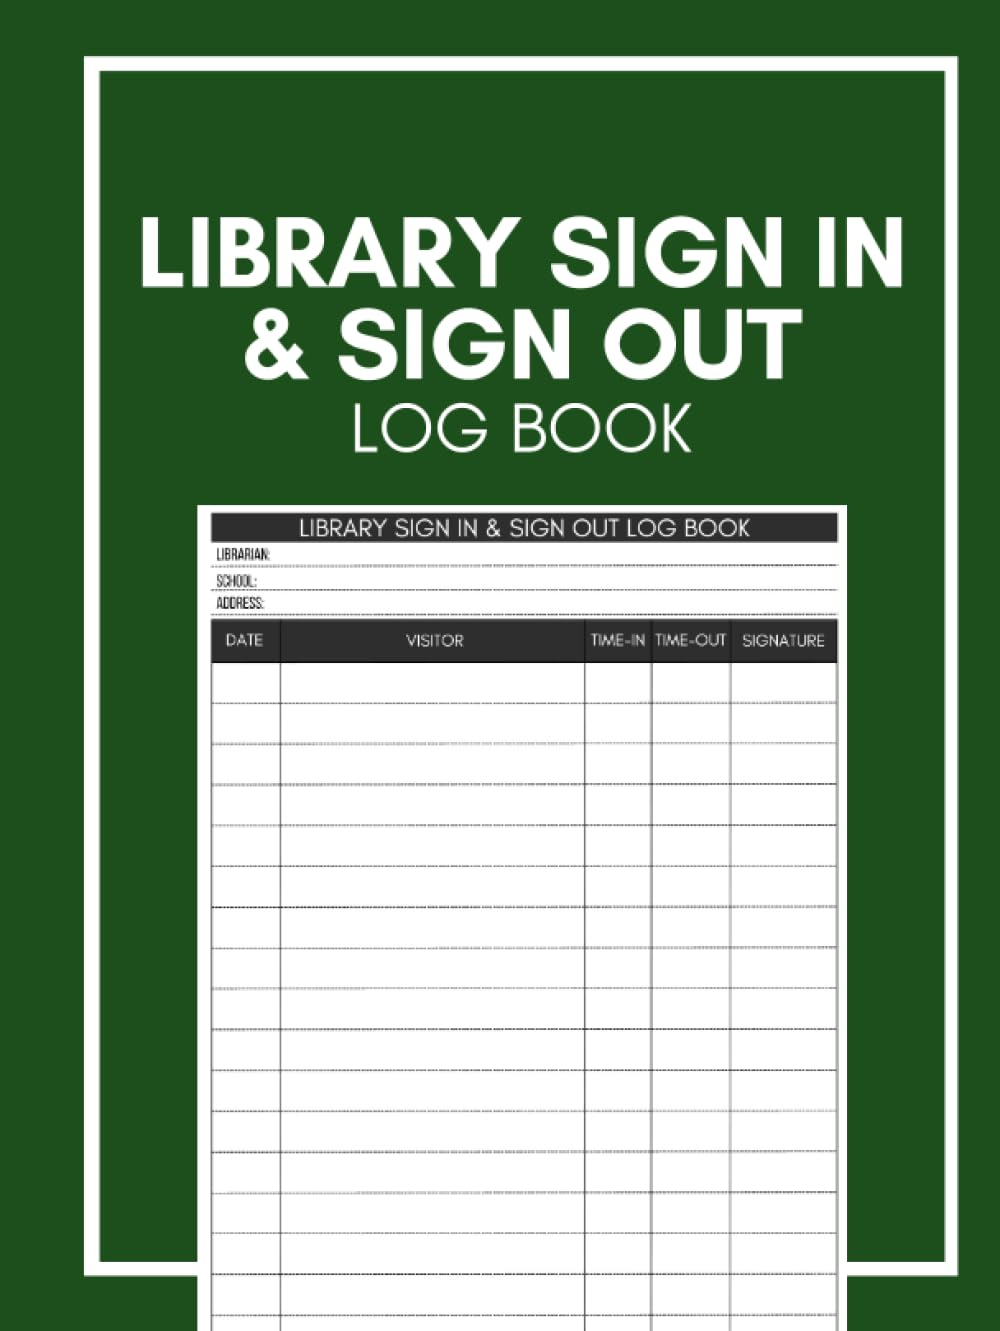 LIBRARY SIGN IN
& SIGN OUT
LOG BOOK
LIBRARY SIGN IN & SIGN OUT LOG BOOK
LIBRARIAN:
SCHOOL:
ADDRESS:
DATE VISITOR TIME-IN TIME-OUT SIGNATURE